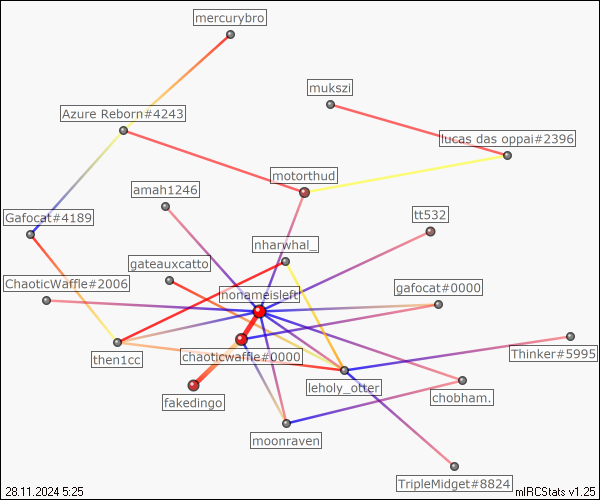 mercurybro
mukszi
Azure Reborn#4243
lucas das oppai#2396
motorthud
amah1246
Gafocat#4189
tt532
nharwhal_
gateauxcatto
ChaoticWaffle#2006
nonameisleft
gafocat#0000
then1cc
chaoticwaffle#0000
Thinker#5995
leholy_otter
chobham.
fakedingo
moonraven
TripleMidget#8824
28.11.2024 5:25
mIRCStats v1.25